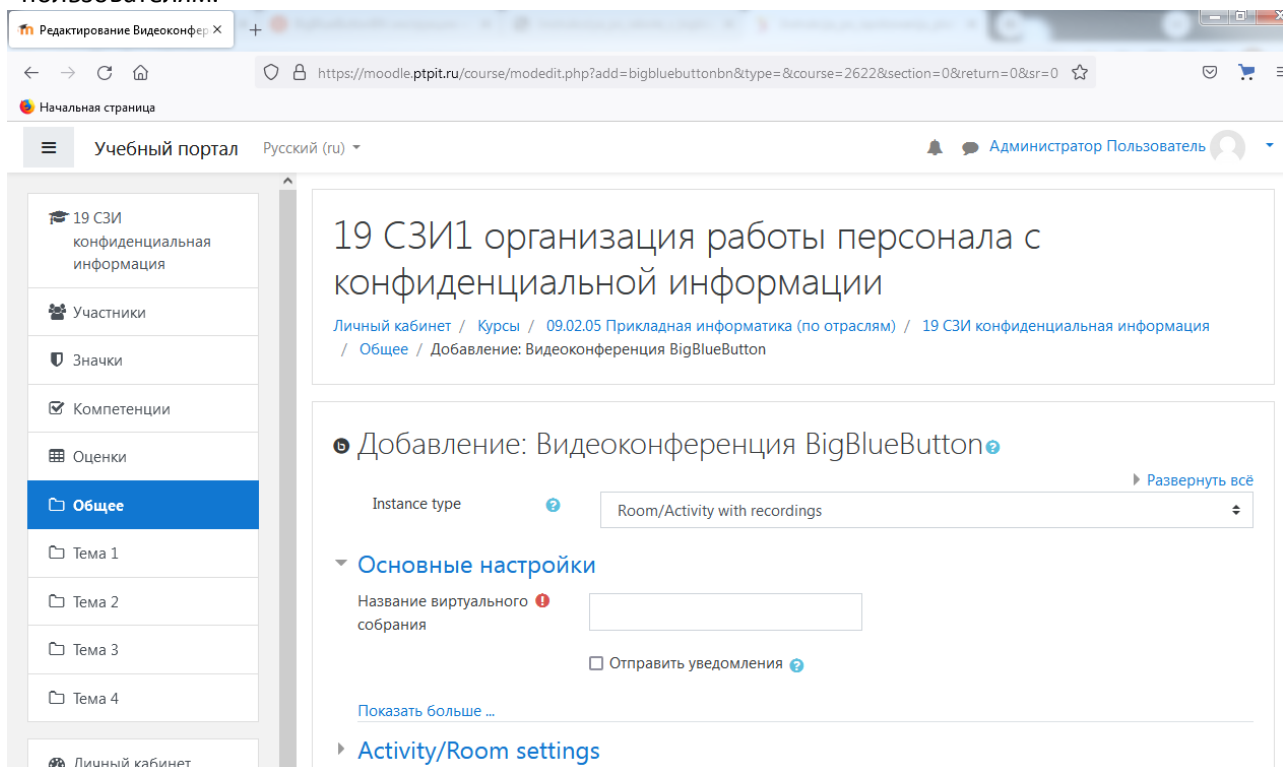 пользователям.
Редактирование Видеоконфер
https://moodle.ptpit.ru/course/modedit.php?add=bigbluebuttonbn&type=&course=2622&section=0&return=0&sr=0
Начальная страница
Учебный портал Русский (ru) Администратор Пользователь
19 СЗИ
конфиденциальная
информация
Участники
Значки
Компетенции
Оценки
Общее
Тема 1
Тема 2
Тема 3
Тема 4
Личный кабинет
19 СЗИ1 организация работы персонала с
конфиденциальной информации
Личный кабинет / Курсы / 09.02.05 Прикладная информатика (по отраслям) / 19 СЗИ конфиденциальная информация
/ Общее / Добавление: Видеоконференция BigBlueButton
Добавление: Видеоконференция BigBlueButton
Развернуть всё
Instance type Room/Activity with recordings
Основные настройки
Название виртуального
собрания
Отправить уведомления
Показать больше ...
Activity/Room settings